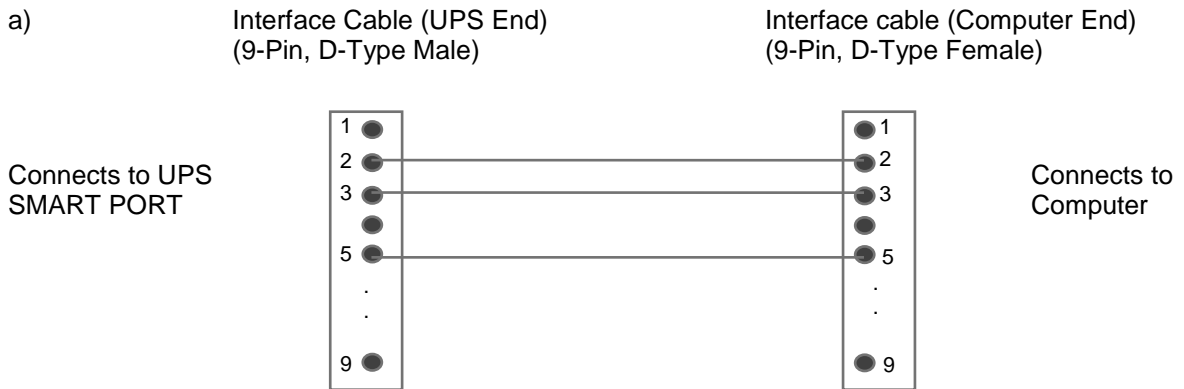 a) Interface Cable (UPS End) Interface cable (Computer End)
(9-Pin, D-Type Male) (9-Pin, D-Type Female)
1 1
2 2
Connects to UPS Connects to
3 3
SMART PORT Computer
5 5
. .
. .
9 9